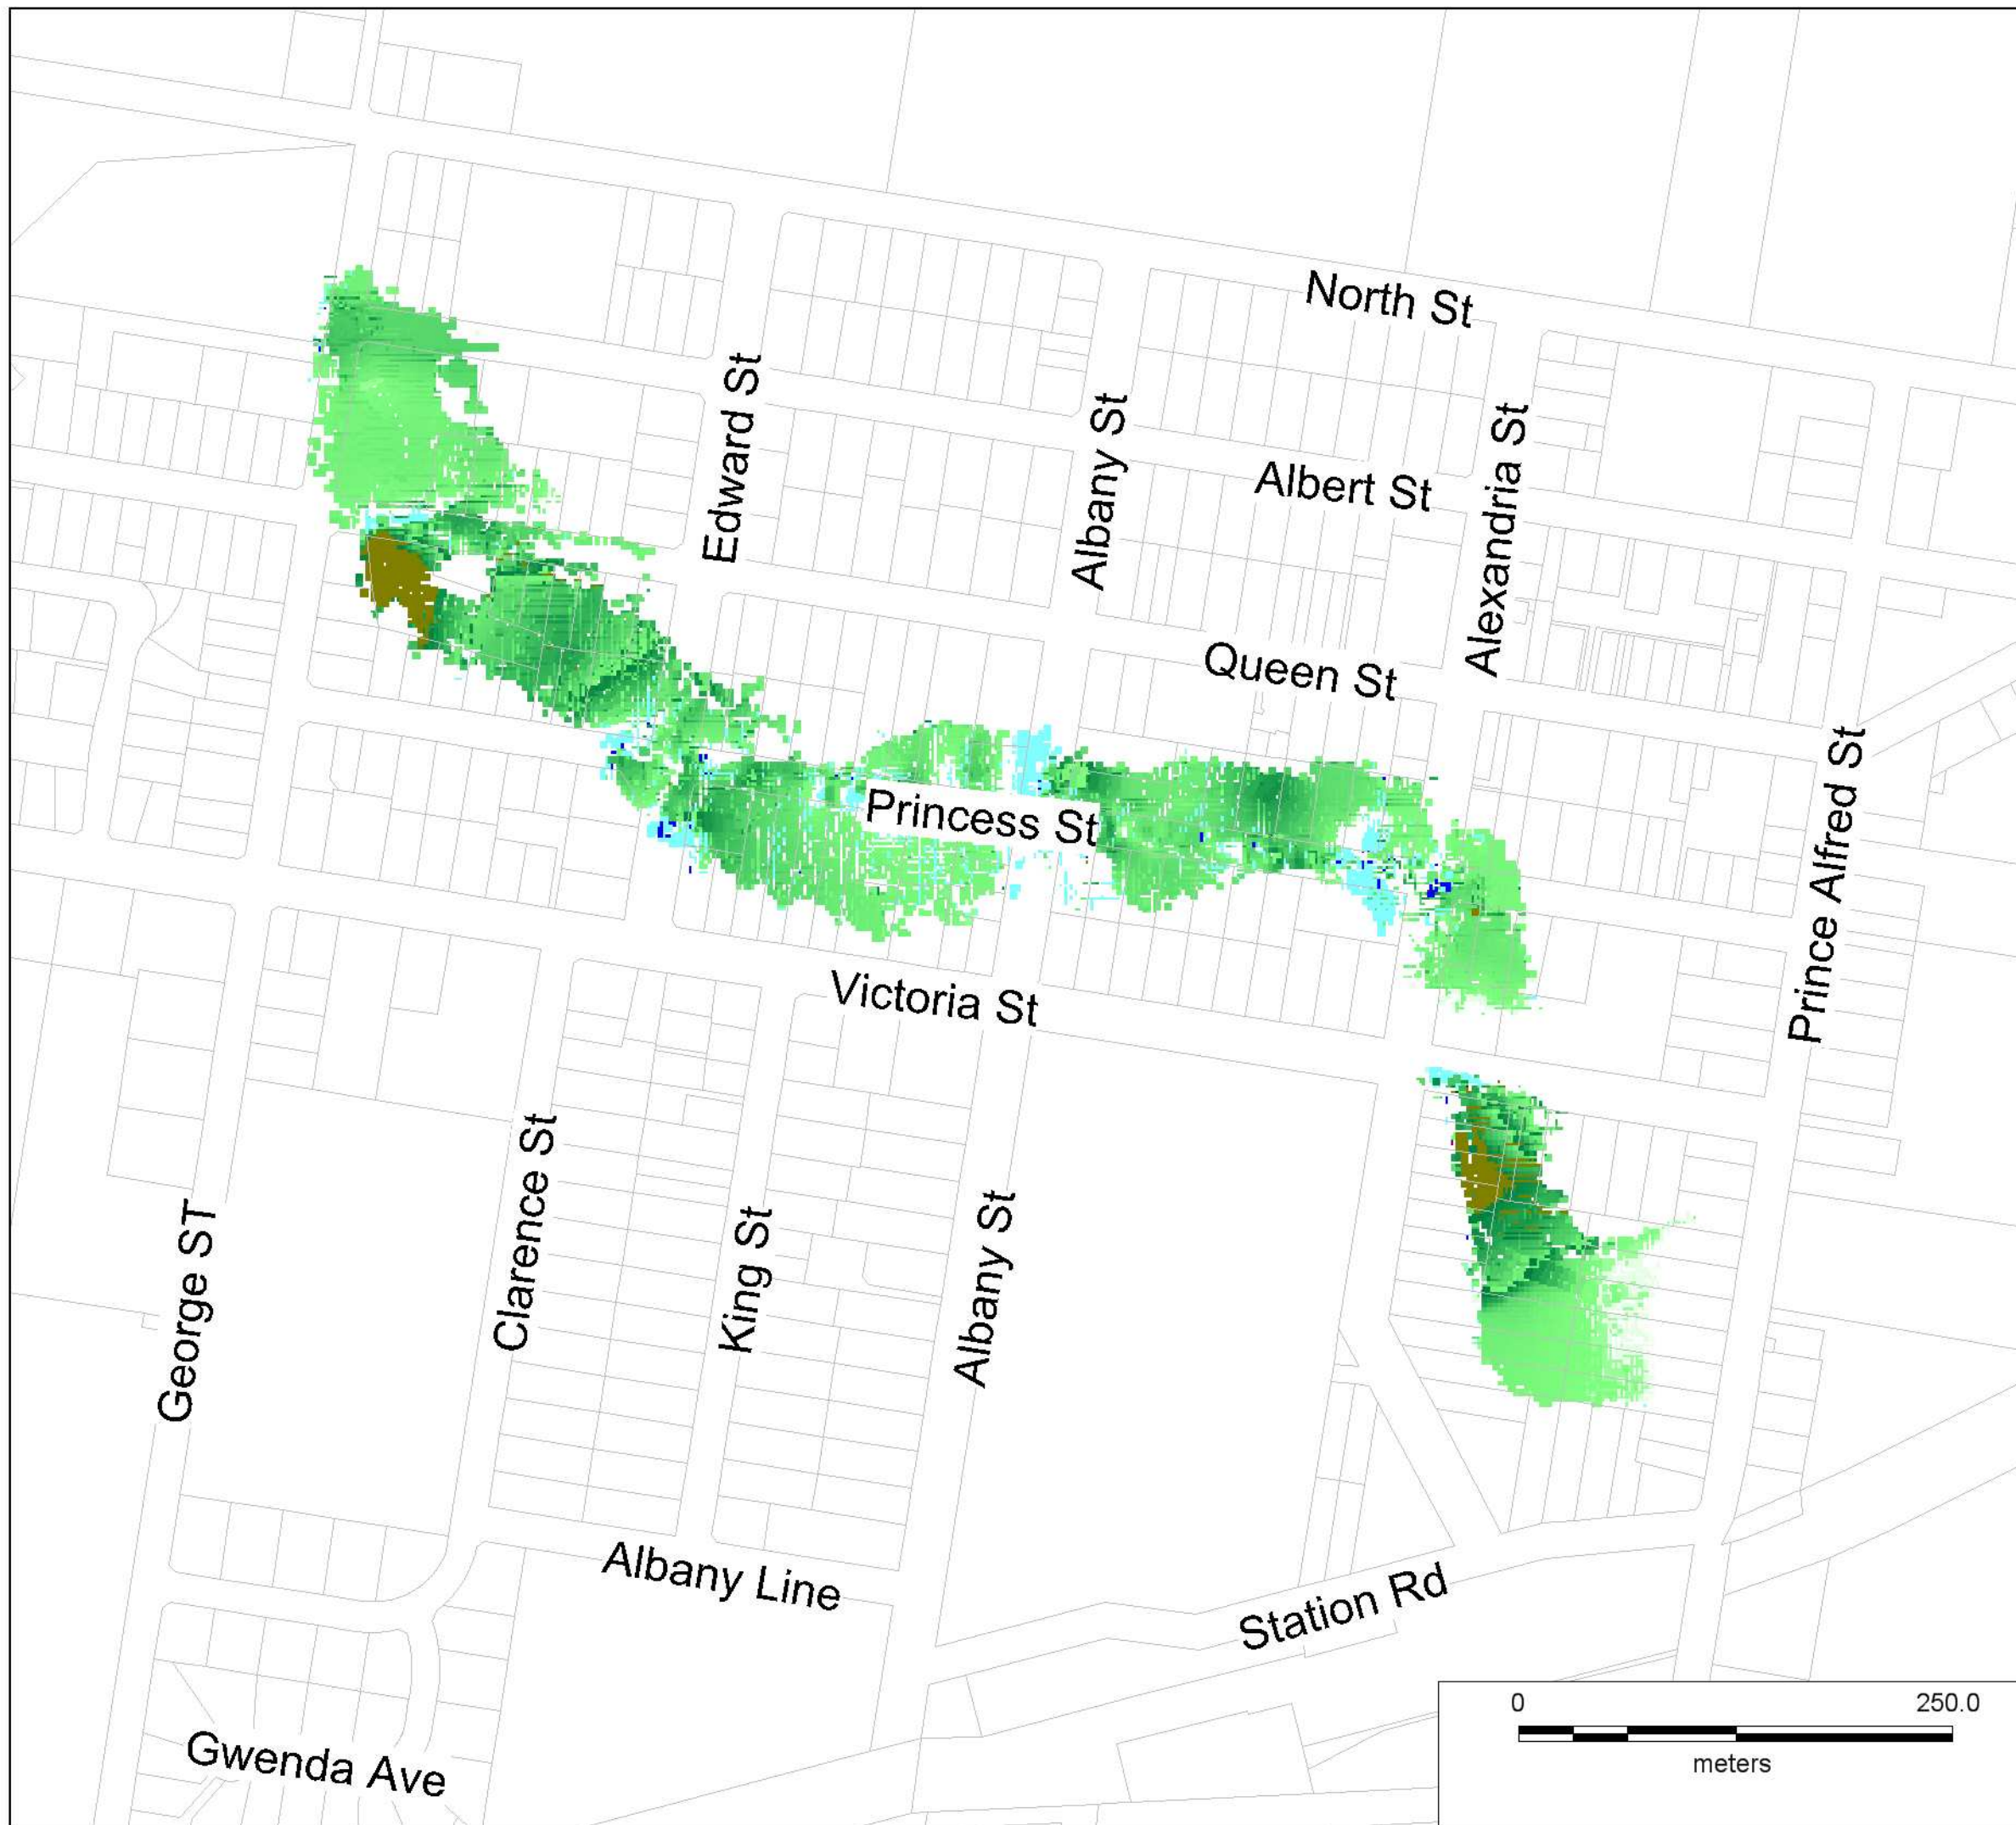 North St
Edward St
Albany St
Alexandria St
Albert St
Queen St
Princess St
Prince Alfred St
Victoria St
George ST
Clarence St
King St
Albany St
Albany Line
Station Rd
Gwenda Ave
0 250.0
meters